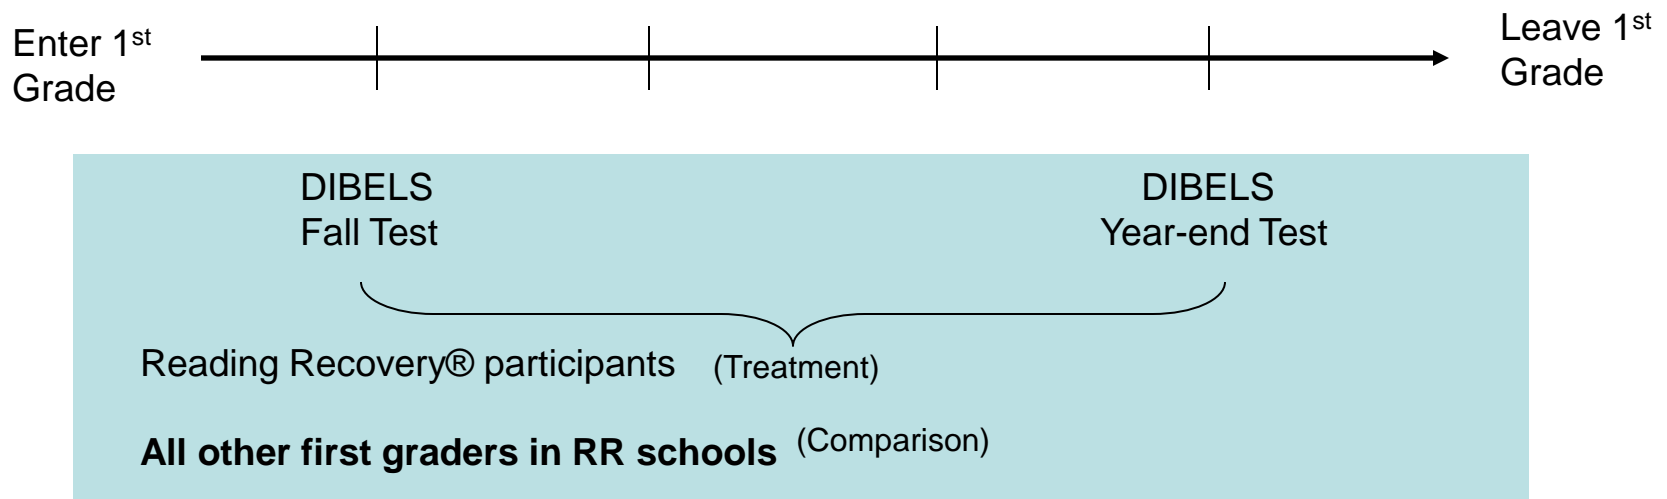 Enter 1st
Grade
Leave 1st
Grade
DIBELS
Fall Test
DIBELS
Year-end Test
Reading Recovery® participants (Treatment)
All other first graders in RR schools (Comparison)